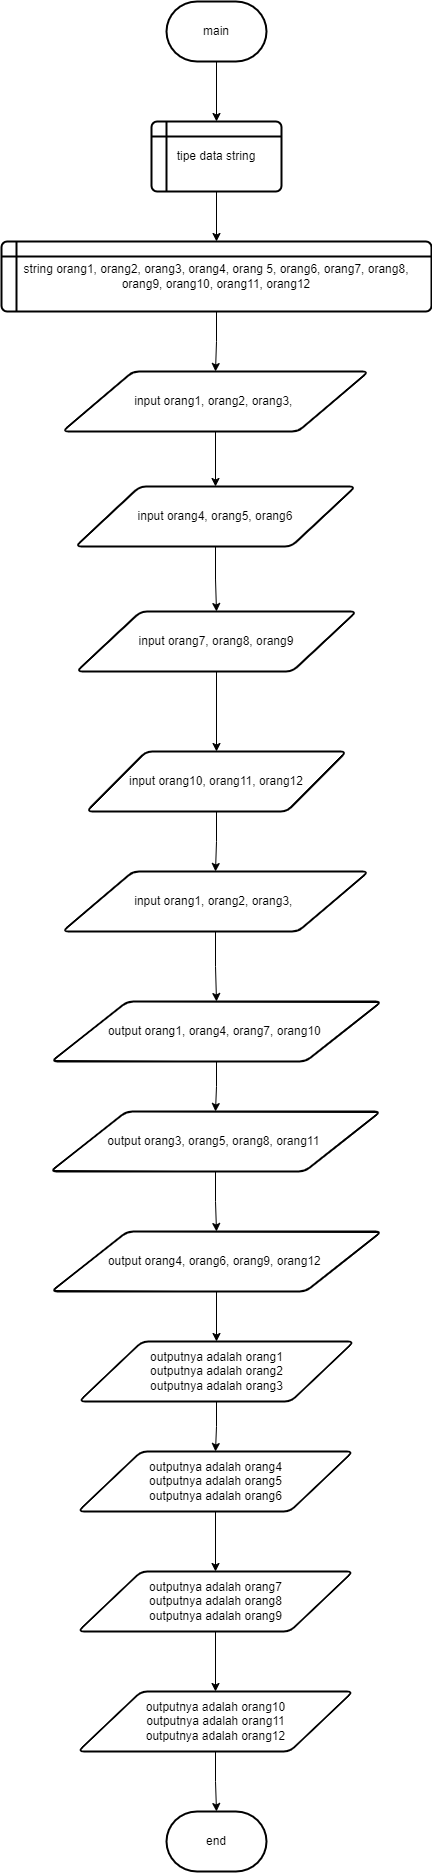 main
tipe data string
string orang1, orang2, orang3, orang4, orang 5, orang6, orang7, orang8,
orang9, orang10, orang11, orang12
input orang1, orang2, orang3,
input orang4, orang5, orang6
input orang7, orang8, orang9
input orang10, orang11, orang12
input orang1, orang2, orang3,
output orang1, orang4, orang7, orang10
output orang3, orang5, orang8, orang11
output orang4, orang6, orang9, orang12
outputnya adalah orang1
outputnya adalah orang2
outputnya adalah orang3
outputnya adalah orang4
outputnya adalah orang5
outputnya adalah orang6
outputnya adalah orang7
outputnya adalah orang8
outputnya adalah orang9
outputnya adalah orang10
outputnya adalah orang11
outputnya adalah orang12
end